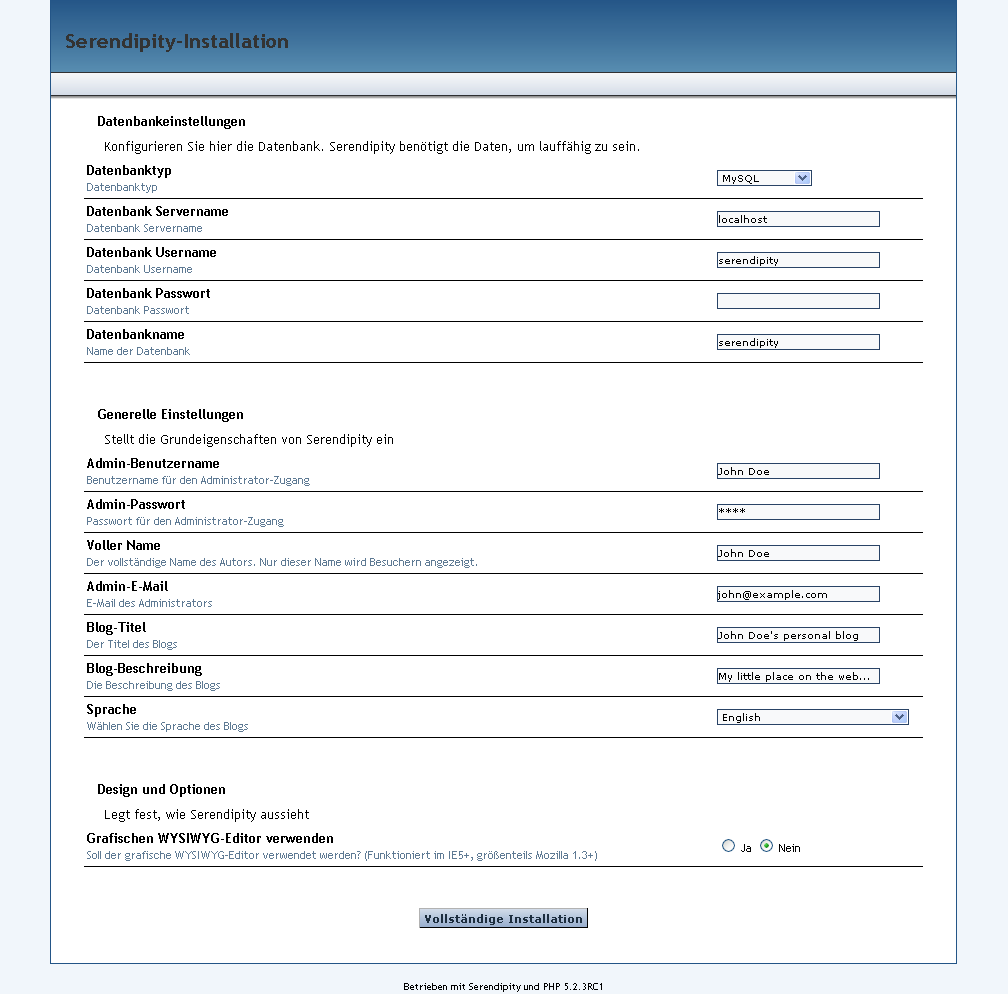 Serendipity-Installation
Datenbankeinstellungen
Konfigurieren Sie hier die Datenbank. Serendipity benötigt die Daten, um lauffähig zu sein.
Datenbanktyp
MySQL
Datenbanktyp
Datenbank Servername
localhost
Datenbank Servername
Datenbank Username
serendipity
Datenbank Username
Datenbank Passwort
Datenbank Passwort
Datenbankname
serendipity
Name der Datenbank
Generelle Einstellungen
Stellt die Grundeigenschaften von Serendipity ein
Admin-Benutzername
John Doe
Benutzername für den Administrator-Zugang
Admin-Passwort
****
Passwort für den Administrator-Zugang
Voller Name
John Doe
Der vollständige Name des Autors. Nur dieser Name wird Besuchern angezeigt.
Admin-E-Mail
john@example.com
E-Mail des Administrators
Blog-Titel
John Doe's personal blog
Der Titel des Blogs
Blog-Beschreibung
My little place on the web...
Die Beschreibung des Blogs
Sprache
English
Wählen Sie die Sprache des Blogs
Design und Optionen
Legt fest, wie Serendipity aussieht
Grafischen WYSIWYG-Editor verwenden
Ja Nein
Soll der grafische WYSIWYG-Editor verwendet werden? (Funktioniert im IE5+, größenteils Mozilla 1.3+)
Vollständige Installation
Betrieben mit Serendipity und PHP 5.2.3RC1